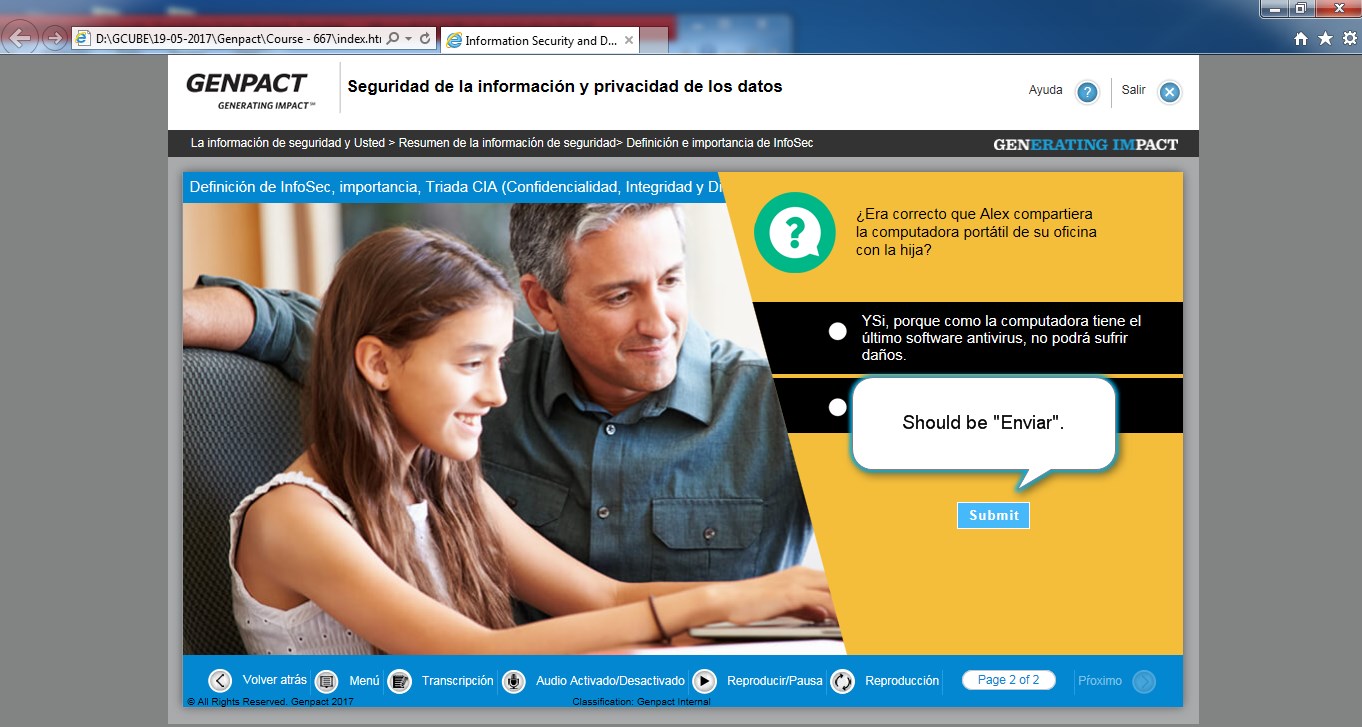 D:\GCUBE\19-05-2017\Genpact\Course - 667\index.ht
Information Security and D...
GENPACT
GENERATING IMPACT℠
Seguridad de la información y privacidad de los datos
Ayuda
?
Salir
La información de seguridad y Usted > Resumen de la información de seguridad> Definición e importancia de InfoSec
GENERATING IMPACT
Definición de InfoSec, importancia, Triada CIA (Confidencialidad, Integridad y Di
?
¿Era correcto que Alex compartiera
la computadora portátil de su oficina
con la hija?
YSi, porque como la computadora tiene el
último software antivirus, no podrá sufrir
daños.
Should be "Enviar".
Submit
Volver atrás
Menú
Transcripción
Audio Activado/Desactivado
Reproducir/Pausa
Reproducción
Page 2 of 2
Próximo
© All Rights Reserved. Genpact 2017
Classification: Genpact Internal